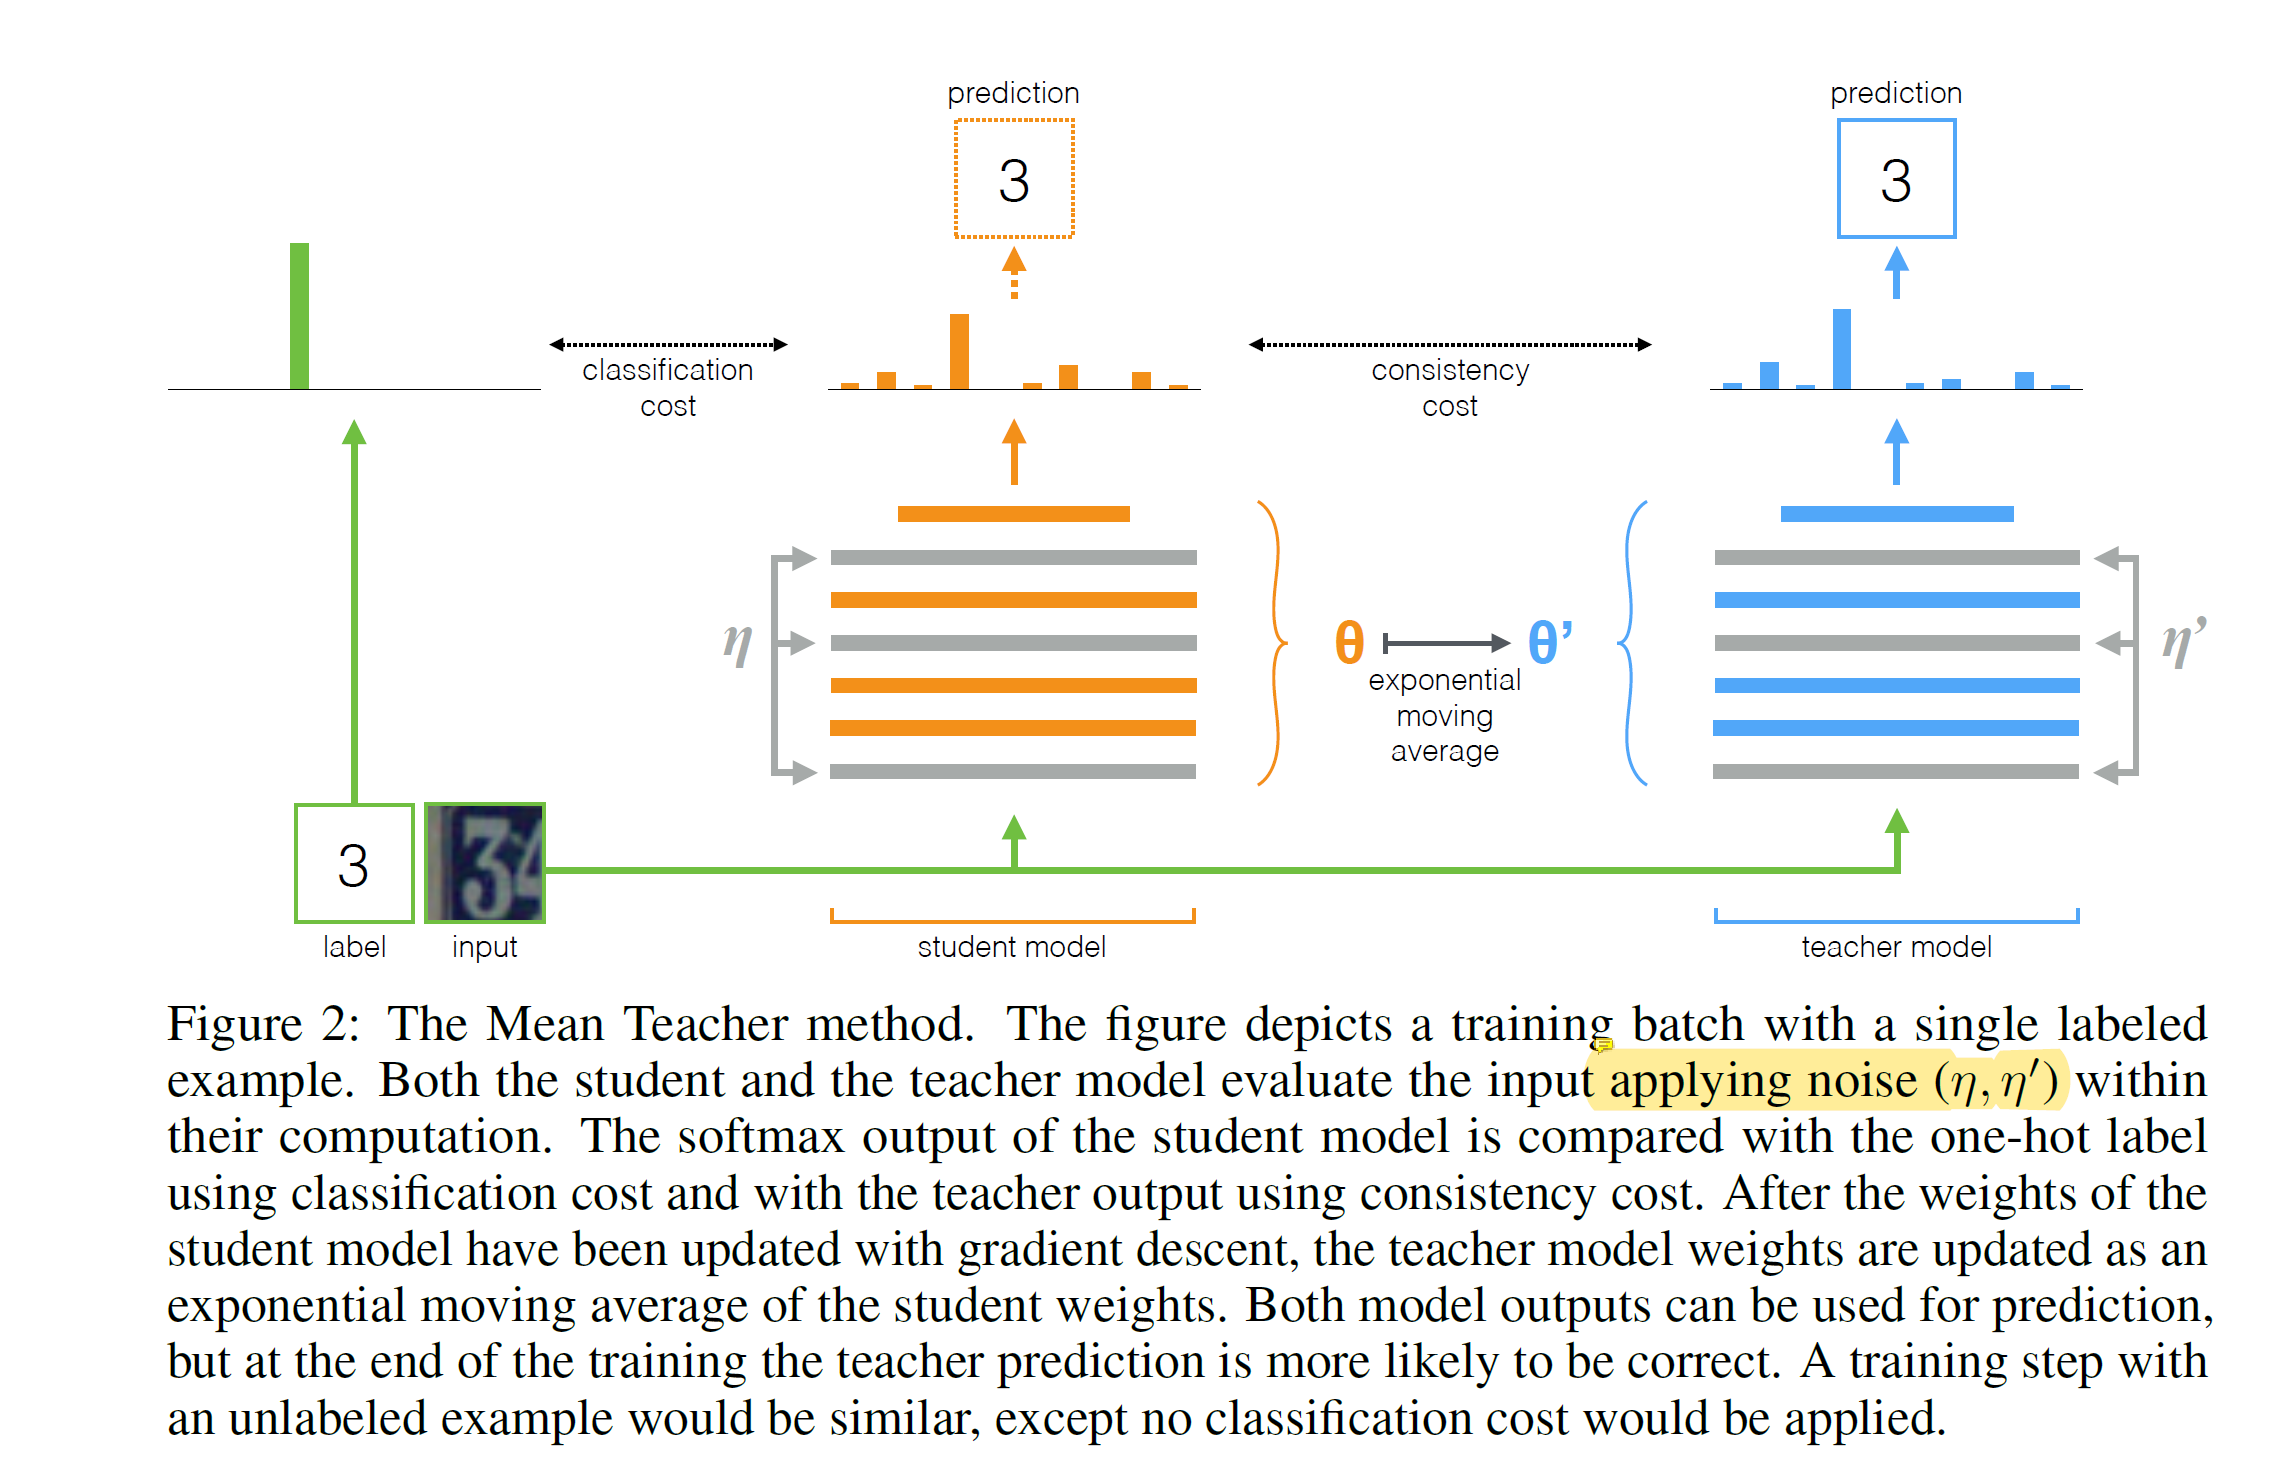 prediction
prediction
3
3
classification
cost
consistency
cost
η
θ
θ’
η’
exponential
moving
average
3
34
label
input
student model
teacher model
Figure 2: The Mean Teacher method. The figure depicts a training batch with a single labeled
example. Both the student and the teacher model evaluate the input applying noise (η, η′) within
their computation. The softmax output of the student model is compared with the one-hot label
using classification cost and with the teacher output using consistency cost. After the weights of the
student model have been updated with gradient descent, the teacher model weights are updated as an
exponential moving average of the student weights. Both model outputs can be used for prediction,
but at the end of the training the teacher prediction is more likely to be correct. A training step with
an unlabeled example would be similar, except no classification cost would be applied.